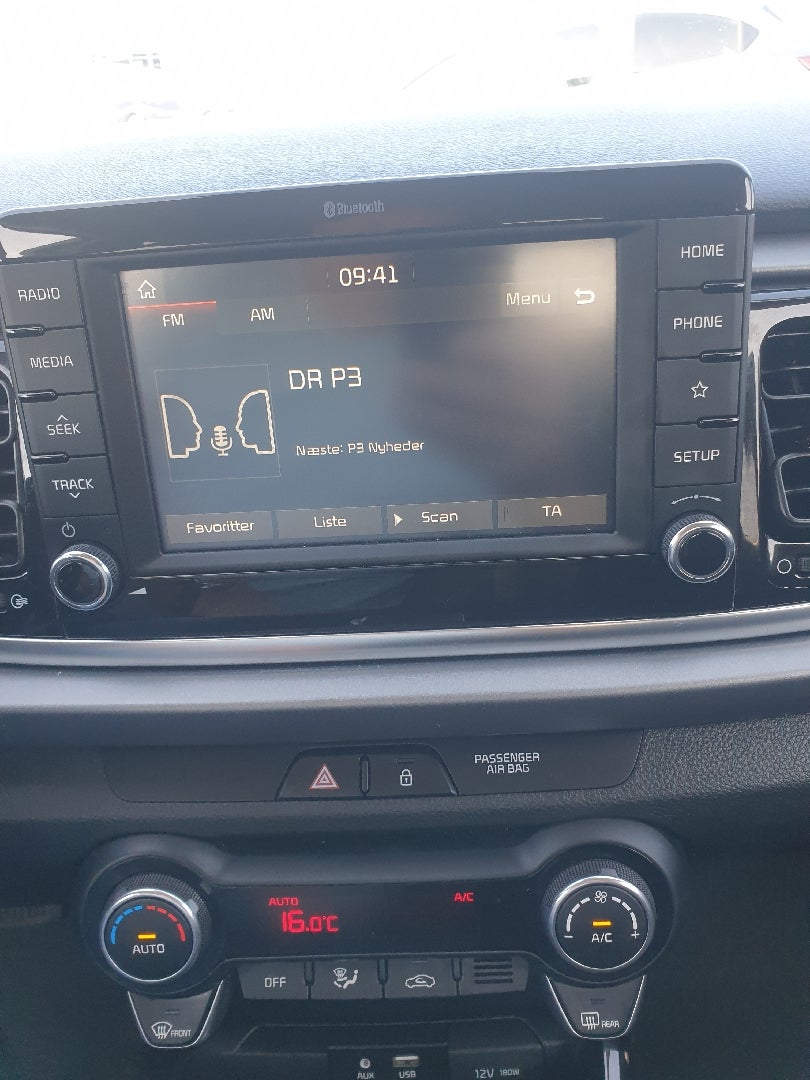 Bluetooth
RADIO
MEDIA
SEEK
TRACK
09:41
FM
AM
Menu
DR P3
Næste: P3 Nyheder
Favoritter
Liste
Scan
TA
HOME
PHONE
SETUP
PASSENGER
AIR BAG
AUTO
16.0°C
A/C
AUTO
A/C
- +
OFF
FRONT
REAR
AUX
USB
12V 180W